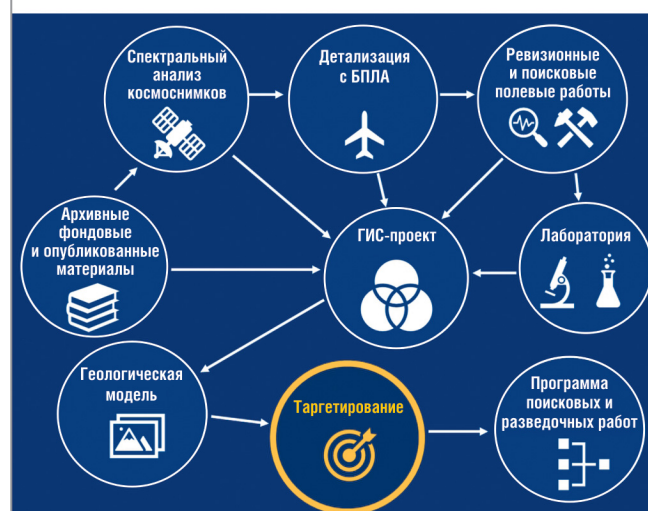 Спектральный
анализ
космоснимков
Детализация
с БПЛА
Ревизионные
и поисковые
полевые работы
Архивные
фондовые
и опубликованные
материалы
ГИС-проект
Лаборатория
Геологическая
модель
Таргетирование
Программа
поисковых и
разведочных работ